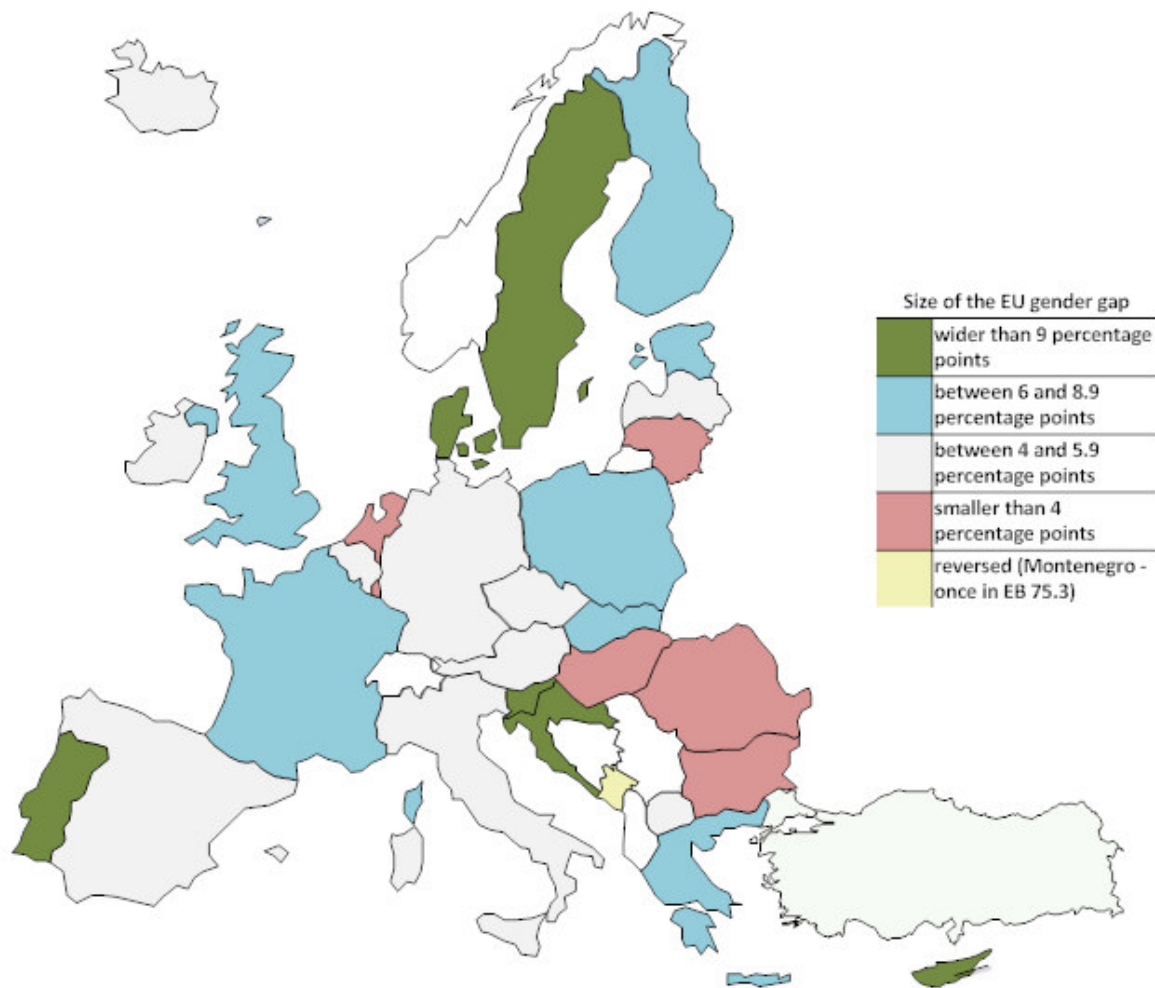 Size of the EU gender gap
wider than 9 percentage
points
between 6 and 8.9
percentage points
between 4 and 5.9
percentage points
smaller than 4
percentage points
reversed (Montenegro -
once in EB 75.3)